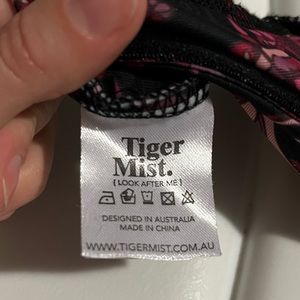 Tiger
Mist.
[ LOOK AFTER ME ]
DESIGNED IN AUSTRALIA
MADE IN CHINA
WWW.TIGERMIST.COM.AU